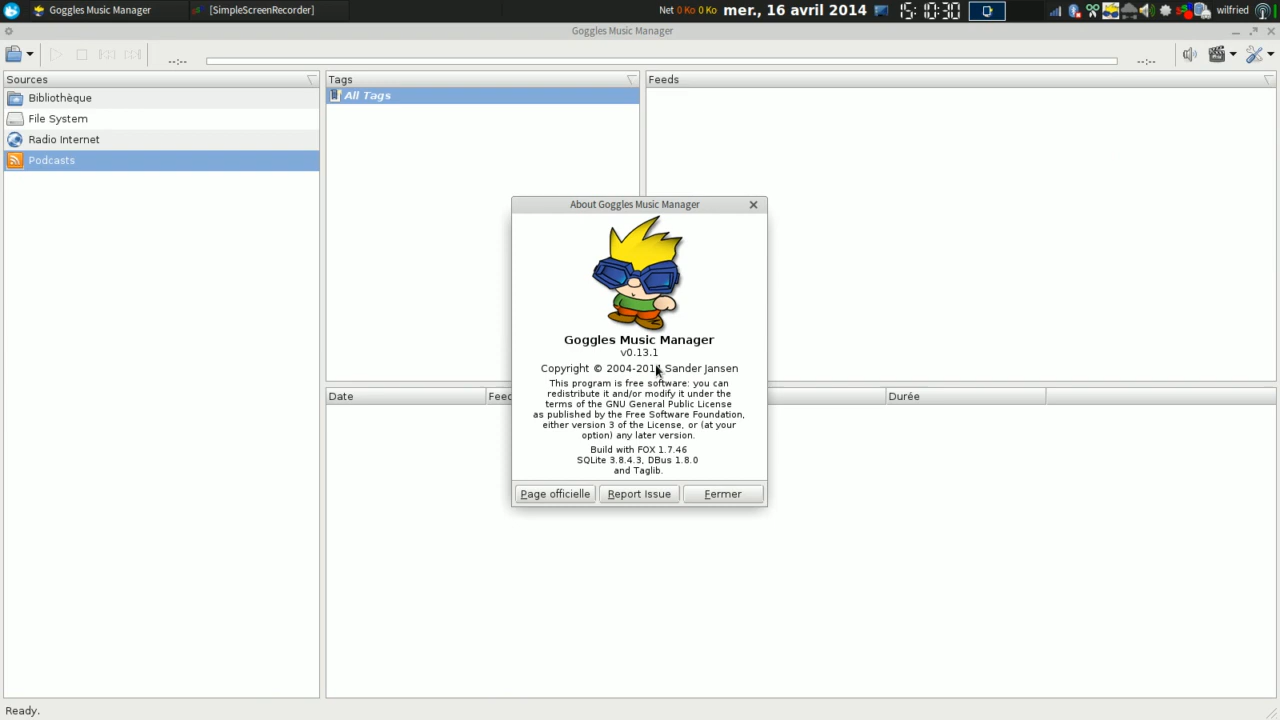 Goggles Music Manager
[SimpleScreenRecorder]
Net 0 Ko 0 Ko
mer., 16 avril 2014
15:10:30
wilfried
Goggles Music Manager
--:--
--:--
Sources
Tags
Feeds
Bibliothèque
All Tags
File System
Radio Internet
Podcasts
About Goggles Music Manager
Goggles Music Manager
v0.13.1
Copyright © Sander Jansen
This program is free software: you can
redistribute it and/or modify it under the
terms of the GNU General Public License
as published by the Free Software Foundation,
either version 3 of the License, or (at your
option) any later version.
Build with FOX 1.7.46
SQLite 3.8.4.3, DBus 1.8.0
and Taglib.
Page officielle
Report Issue
Fermer
Date
Feed
Durée
Ready.